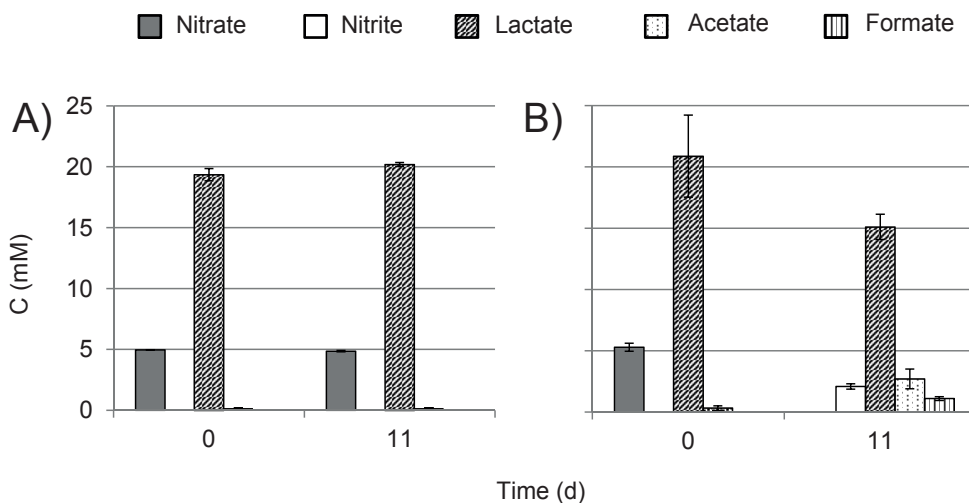 Nitrate Nitrite Lactate Acetate Formate
A) B)
25
20
15
10
5
0
C (mM)
0 11 0 11
Time (d)